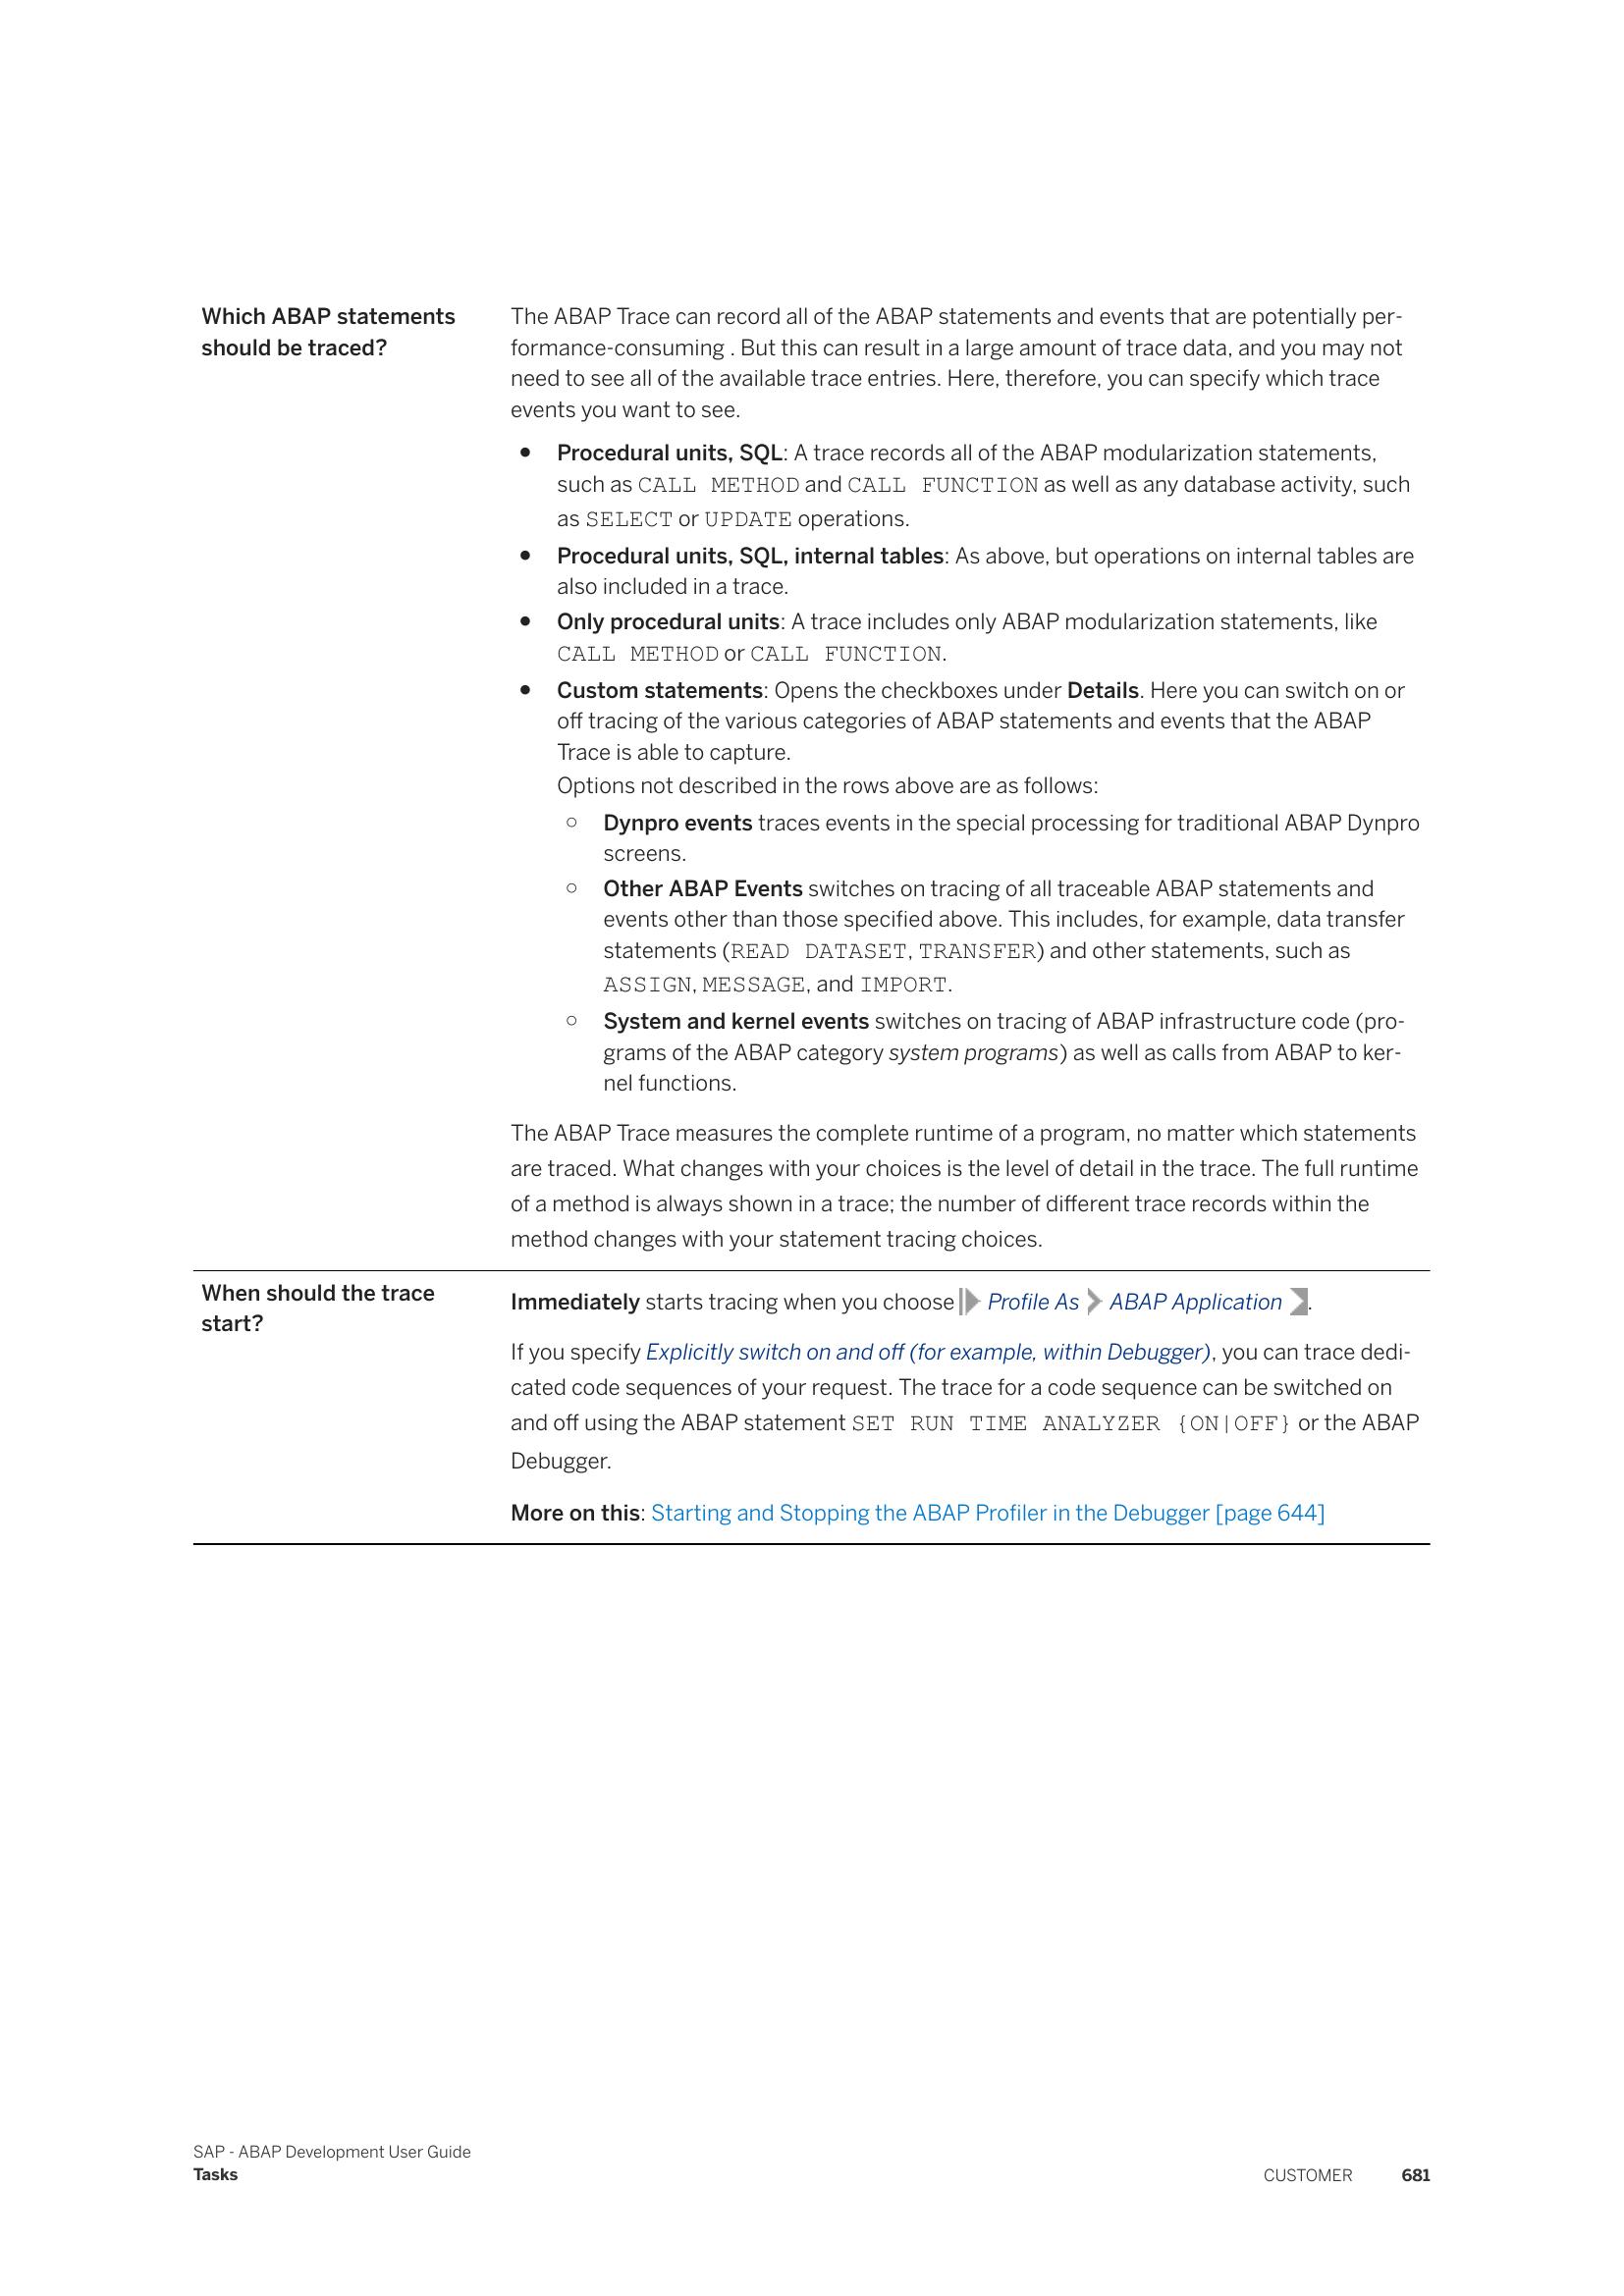 Which ABAP statements
should be traced?
The ABAP Trace can record all of the ABAP statements and events that are potentially per-
formance-consuming . But this can result in a large amount of trace data, and you may not
need to see all of the available trace entries. Here, therefore, you can specify which trace
events you want to see.
● Procedural units, SQL: A trace records all of the ABAP modularization statements,
such as CALL METHOD and CALL FUNCTION as well as any database activity, such
as SELECT or UPDATE operations.
● Procedural units, SQL, internal tables: As above, but operations on internal tables are
also included in a trace.
● Only procedural units: A trace includes only ABAP modularization statements, like
CALL METHOD or CALL FUNCTION.
● Custom statements: Opens the checkboxes under Details. Here you can switch on or
off tracing of the various categories of ABAP statements and events that the ABAP
Trace is able to capture.
Options not described in the rows above are as follows:
○ Dynpro events traces events in the special processing for traditional ABAP Dynpro
screens.
○ Other ABAP Events switches on tracing of all traceable ABAP statements and
events other than those specified above. This includes, for example, data transfer
statements (READ DATASET, TRANSFER) and other statements, such as
ASSIGN, MESSAGE, and IMPORT.
○ System and kernel events switches on tracing of ABAP infrastructure code (pro-
grams of the ABAP category system programs) as well as calls from ABAP to ker-
nel functions.
The ABAP Trace measures the complete runtime of a program, no matter which statements
are traced. What changes with your choices is the level of detail in the trace. The full runtime
of a method is always shown in a trace; the number of different trace records within the
method changes with your statement tracing choices.
When should the trace
start?
Immediately starts tracing when you choose Profile As ABAP Application .
If you specify Explicitly switch on and off (for example, within Debugger), you can trace dedi-
cated code sequences of your request. The trace for a code sequence can be switched on
and off using the ABAP statement SET RUN TIME ANALYZER {ON|OFF} or the ABAP
Debugger.
More on this: Starting and Stopping the ABAP Profiler in the Debugger [page 644]
SAP - ABAP Development User Guide
Tasks
CUSTOMER 681